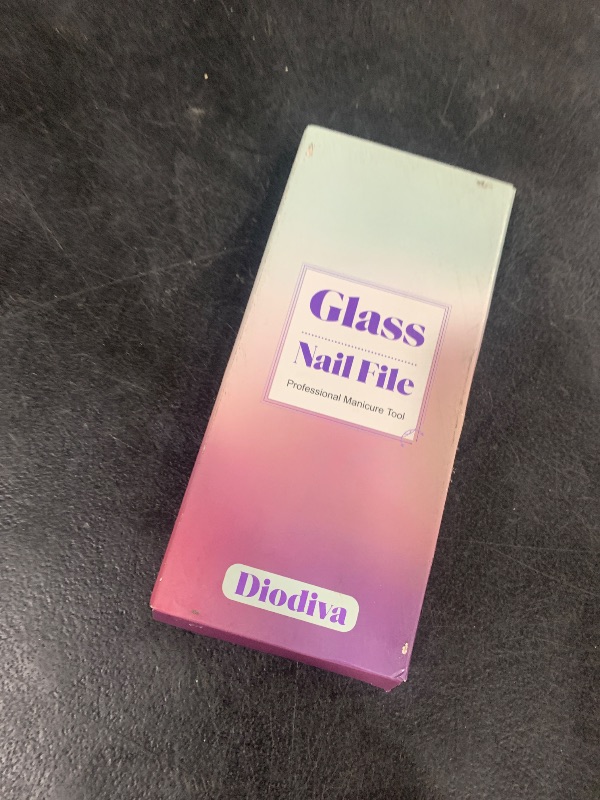 Glass
Nail File
Professional Manicure Tool
Diodiva